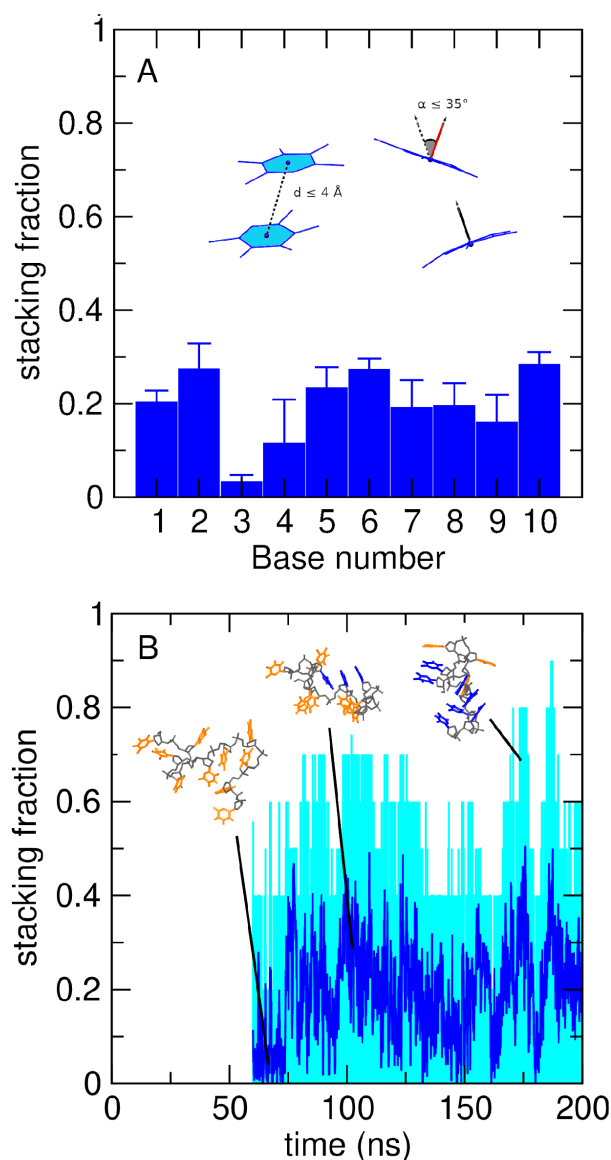 1
A
α ≤ 35°
0.8
d ≤ 4 Å
0.6
stacking fraction
0.4
0.2
0
1 2 3 4 5 6 7 8 9 10
Base number
1
B
0.8
0.6
stacking fraction
0.4
0.2
0
0 50 100 150 200
time (ns)